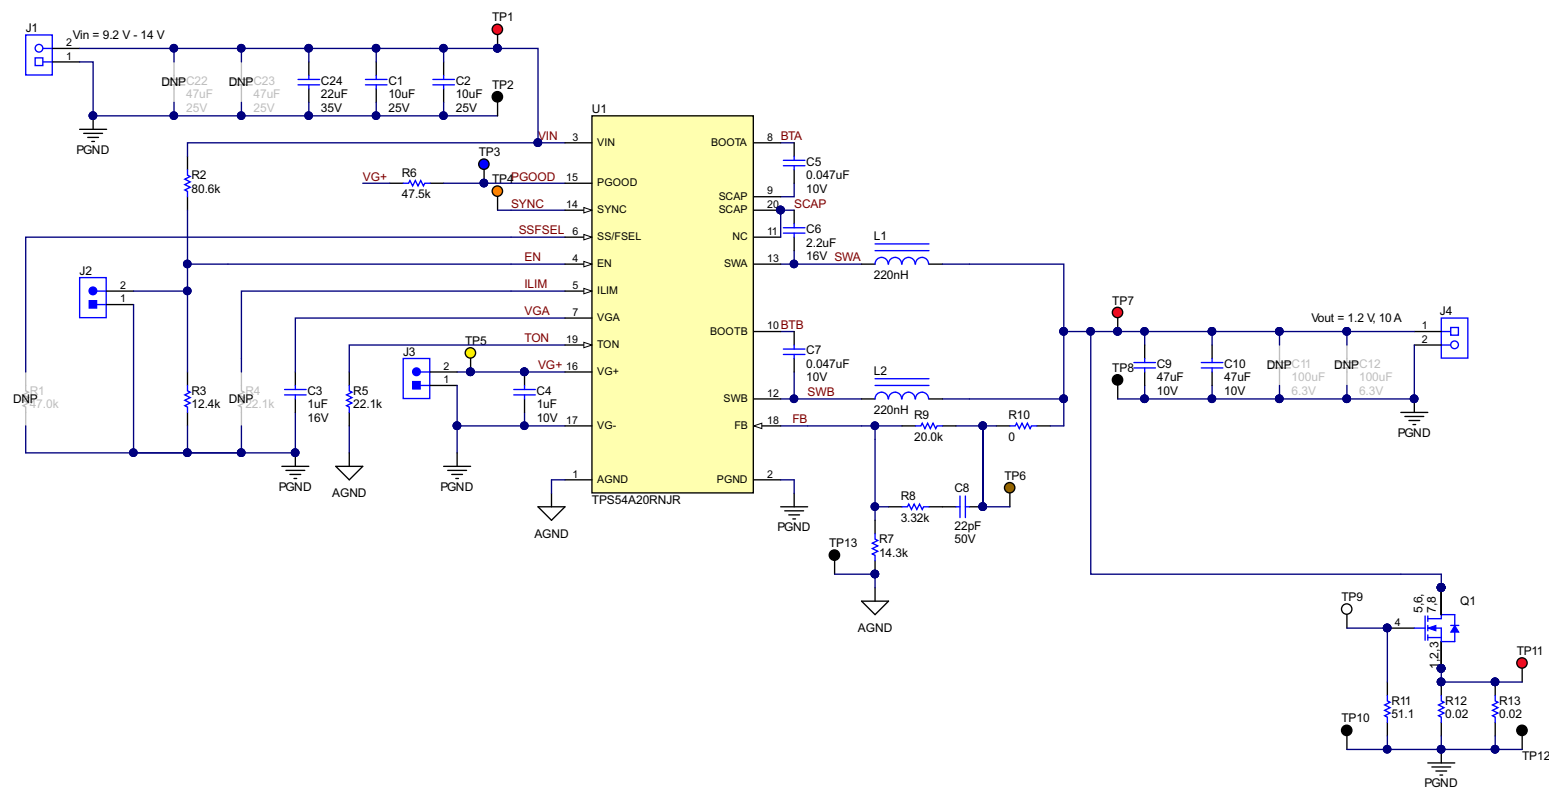 J1
Vin = 9.2 V - 14 V
2
1
PGND
DNP
C22
47uF
25V
DNP
C23
47uF
25V
C24
22uF
35V
C1
10uF
25V
C2
10uF
25V
TP1
TP2
R2
80.6k
VG+
R6
47.5k
TP3
TP4
VIN
PGOOD
SYNC
SSFSEL
EN
ILIM
VGA
TON
VG+
J2
2
1
DNP
R1
47.0k
R3
12.4k
DNP
R4
22.1k
C3
1uF
16V
PGND
R5
22.1k
AGND
J3
2
1
TP5
C4
1uF
10V
PGND
AGND
U1
3 VIN
15 PGOOD
14 SYNC
6 SS/FSEL
4 EN
5 ILIM
7 VGA
19 TON
16 VG+
17 VG-
1 AGND
BOOTA 8 BTA
SCAP 9
SCAP 20 SCAP
NC 11
SWA 13 SWA
BOOTB 10 BTB
SWB 12 SWB
FB 18 FB
PGND 2
TPS54A20RNJR
C5
0.047uF
10V
C6
2.2uF
16V
L1
220nH
C7
0.047uF
10V
L2
220nH
R9
20.0k
R10
0
R8
3.32k
C8
22pF
50V
TP6
PGND
TP13
R7
14.3k
AGND
TP7
TP8
C9
47uF
10V
C10
47uF
10V
DNP
C11
100uF
6.3V
DNP
C12
100uF
6.3V
Vout = 1.2 V, 10 A
J4
1
2
PGND
TP9
4
5,6,
7,8
1,2,3
Q1
TP11
R11
51.1
R12
0.02
R13
0.02
TP10
TP12
PGND